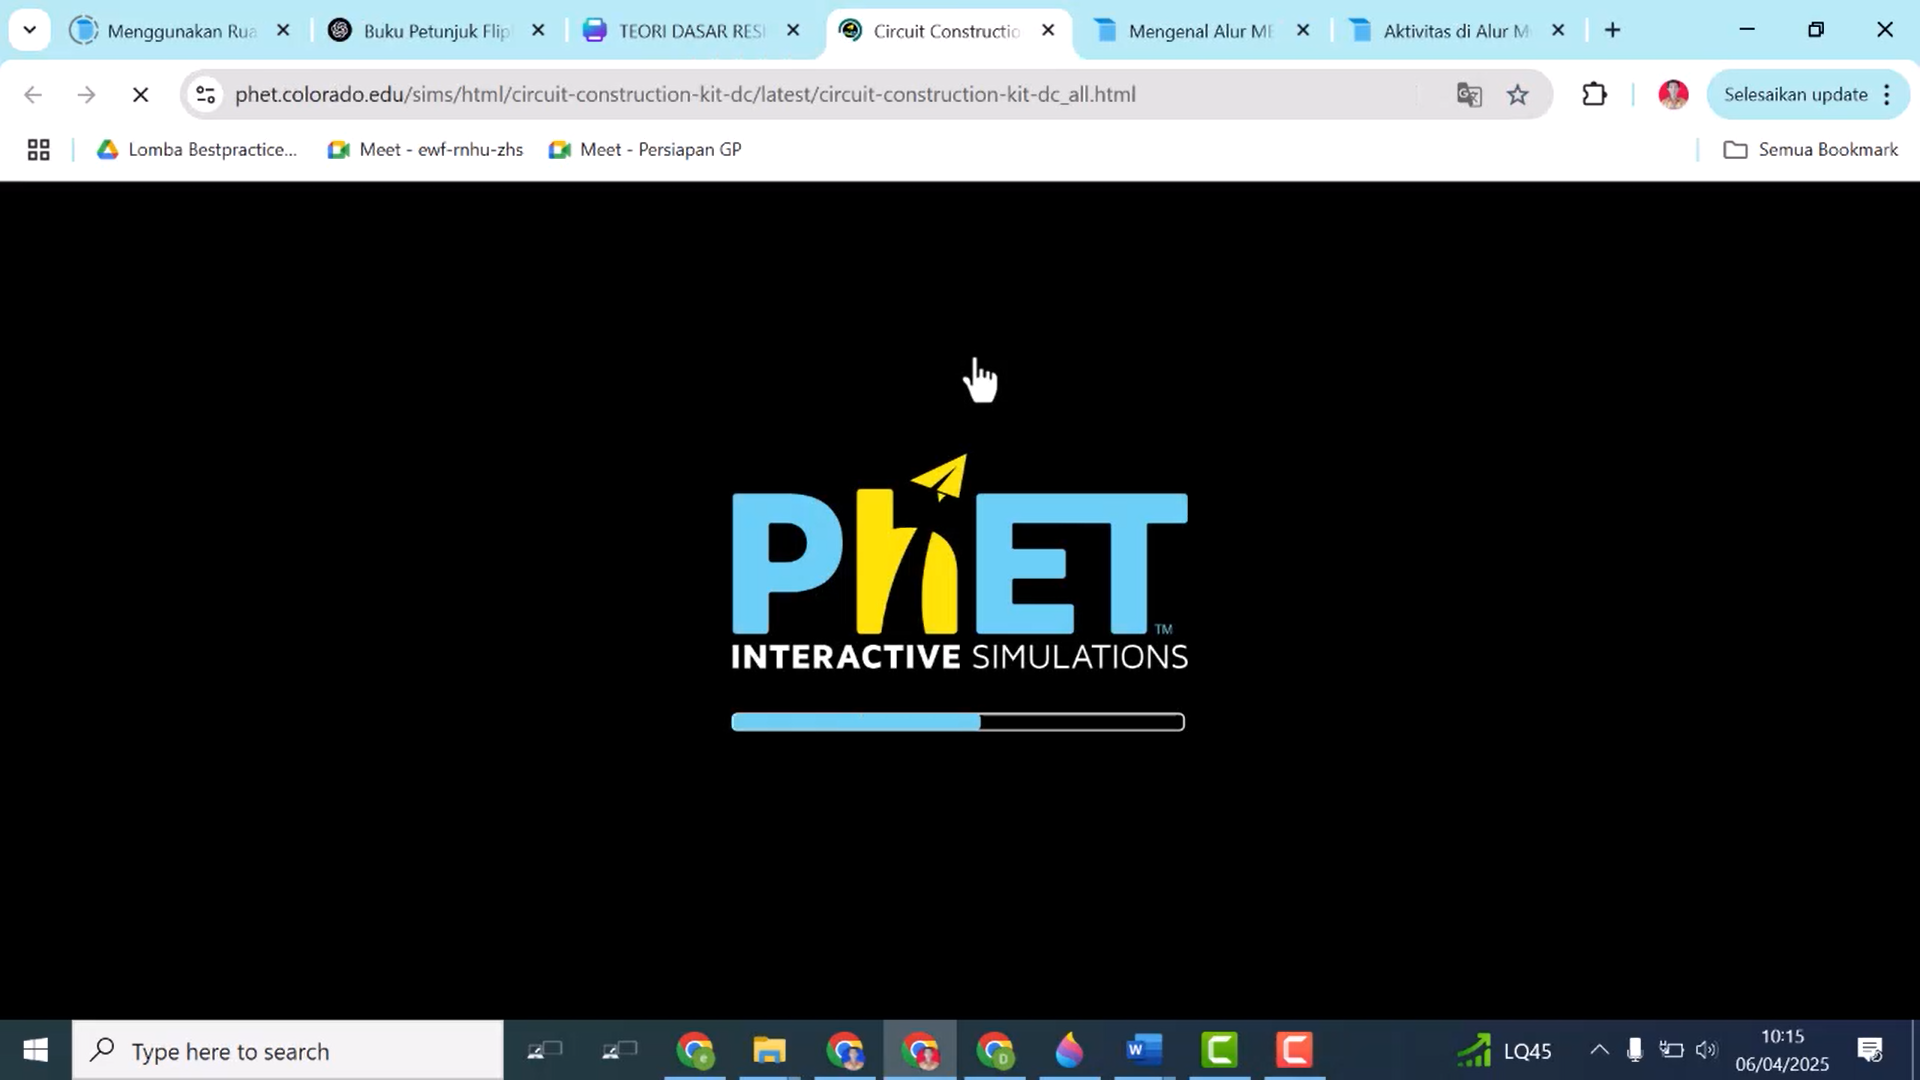 Menggunakan Rua
Buku Petunjuk Flip
TEORI DASAR RESI
Circuit Constructio
Mengenal Alur ME
Aktivitas di Alur M
phet.colorado.edu/sims/html/circuit-construction-kit-dc/latest/circuit-construction-kit-dc_all.html
Selesaikan update
Lomba Bestpractice...
Meet - ewf-rnhu-zhs
Meet - Persiapan GP
Semua Bookmark
PhET TM
INTERACTIVE SIMULATIONS
Type here to search
LQ45
10:15
06/04/2025